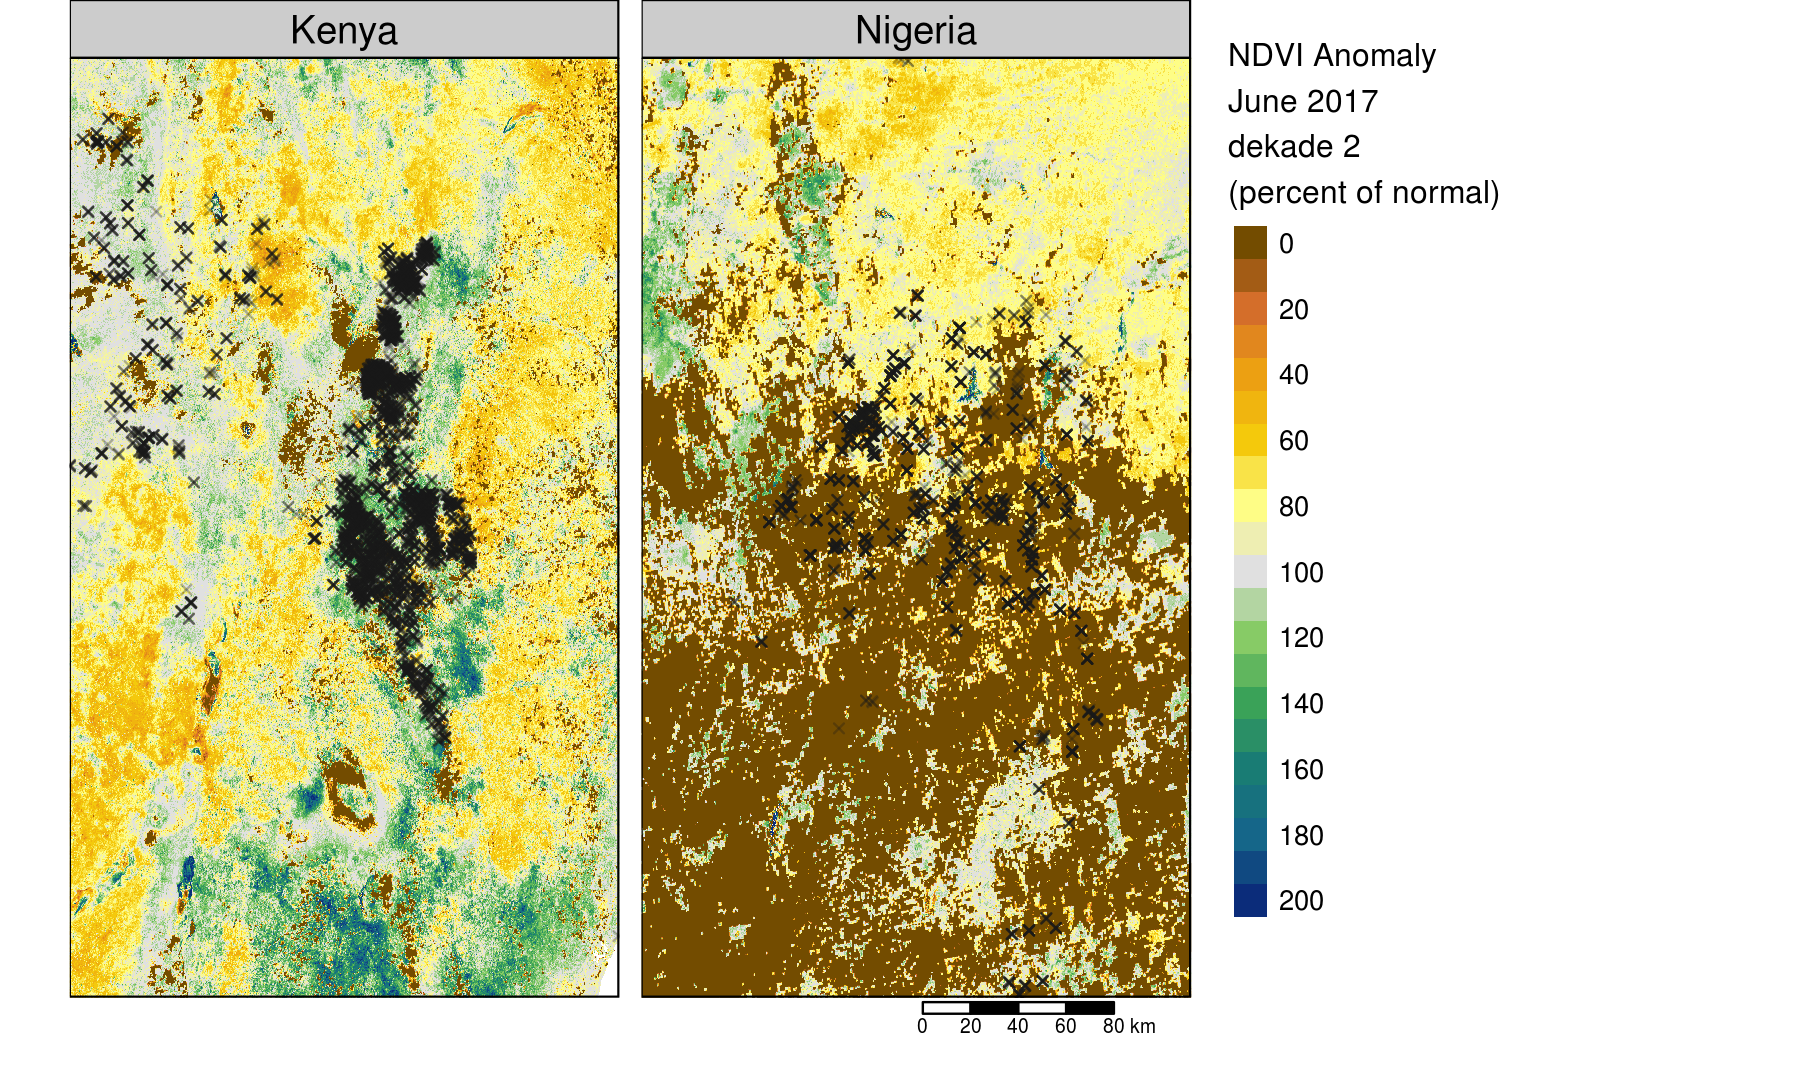 Kenya
Nigeria
NDVI Anomaly
June 2017
dekade 2
(percent of normal)
0
20
40
60
80
100
120
140
160
180
200
0 20 40 60 80 km